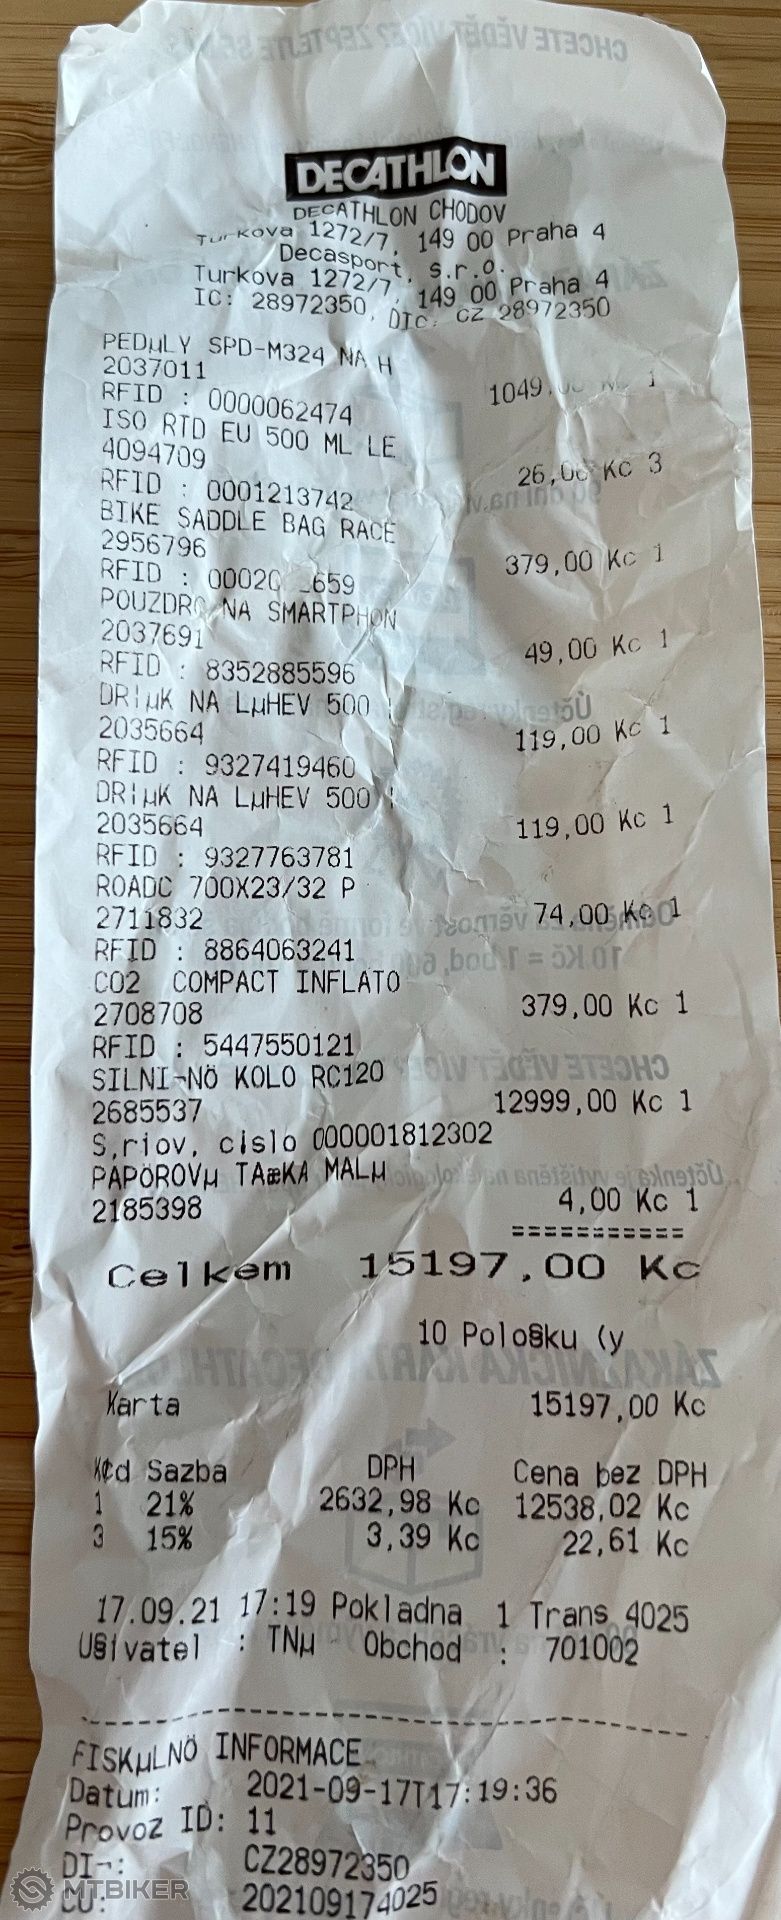 DECATHLON
DECATHLON CHODOV
Turkova 1272/7, 149 00 Praha 4
Decasport, s.r.o.
Turkova 1272/7, 149 00 Praha 4
IC: 28972350, DIC: CZ 28972350
PEDµLY SPD-M324 NA H
2037011 1049, Kc 1
RFID : 0000062474
ISO RTD EU 500 ML LE
4094709 26,00 Kc 3
RFID : 0001213742
BIKE SADDLE BAG RACE
2956796 379,00 Kc 1
RFID :
POUZDRO NA SMARTPHON
2037691 49,00 Kc 1
RFID : 8352885596
DR¦µK NA LµHEV 500
2035664 119,00 Kc 1
RFID : 9327419460
DR¦µK NA LµHEV 500
2035664 119,00 Kc 1
RFID : 9327763781
ROADC 700X23/32 P
2711832 74,00 Kc 1
RFID : 8864063241
CO2 COMPACT INFLATO
2708708 379,00 Kc 1
RFID : 5447550121
SILNI¬NÖ KOLO RC120
2685537 12999,00 Kc 1
S,riov, cislo 000001812302
PAPÖROVµ TAæKA MALµ
2185398 4,00 Kc 1
===========
Celkem 15197,00 Kc
10 Polo§ku (y
Karta 15197,00 Kc
K¢d Sazba DPH Cena bez DPH
1 21% 2632,98 Kc 12538,02 Kc
3 15% 3,39 Kc 22,61 Kc
17.09.21 17:19 Pokladna 1 Trans 4025
U§ivatel : TNµ Obchod : 701002
FISKµLNÖ INFORMACE
Datum: 2021-09-17T17:19:36
Provoz ID: 11
DI¬: CZ28972350
CU: 202109174025
MTBIKER